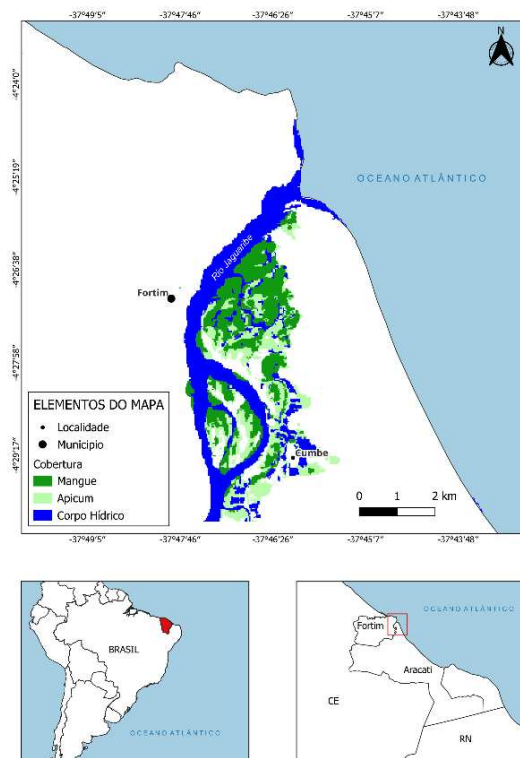 -37°49'5" -37°47'46" -37°46'26" -37°45'7" -37°43'48"
N
-4°24'0"
-4°25'19"
OCEANO ATLÂNTICO
Rio Jaguaribe
-4°26'38"
Fortim
-4°27'58"
ELEMENTOS DO MAPA
Localidade
Municipio
Cobertura
Mangue
Apicum
Corpo Hídrico
-4°29'17"
Cumbe
0 1 2 km
-37°49'5" -37°47'46" -37°46'26" -37°45'7" -37°43'48"
BRASIL
OCEANO ATLÂNTICO
OCEANO ATLÂNTICO
Fortim
Aracati
CE
RN